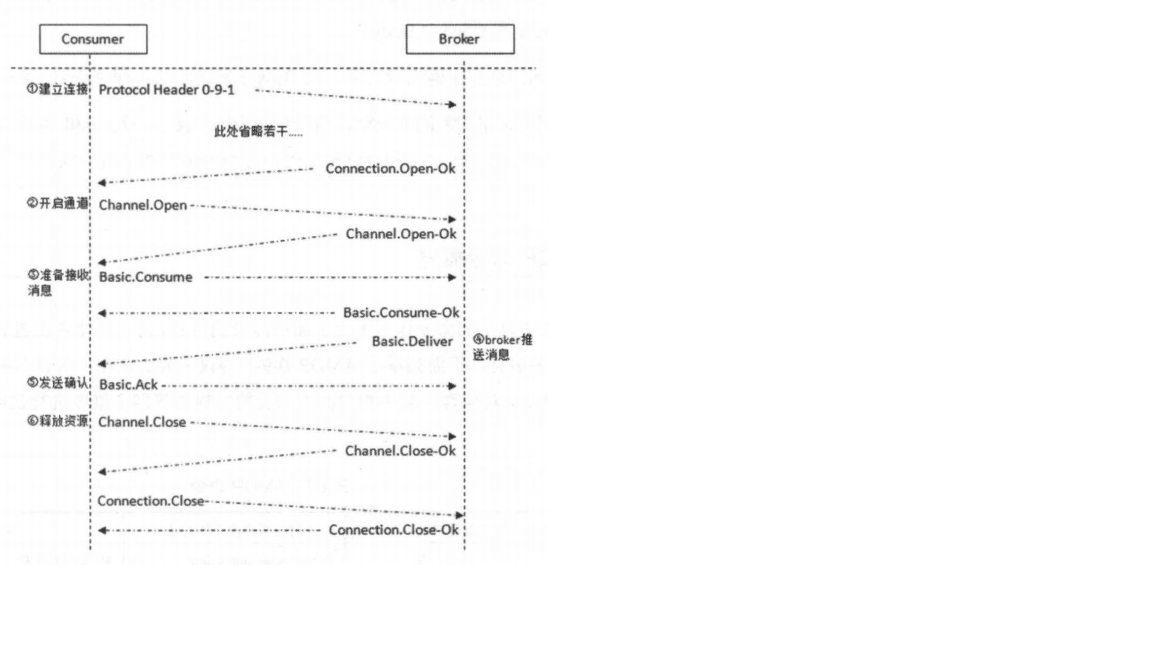 Consumer
Broker
①建立连接 Protocol Header 0-9-1
此处省略若干.....
Connection.Open-Ok
②开启通道 Channel.Open
Channel.Open-Ok
③准备接收 Basic.Consume
消息
Basic.Consume-Ok
Basic.Deliver ④broker推
送消息
⑤发送确认 Basic.Ack
⑥释放资源 Channel.Close
Channel.Close-Ok
Connection.Close
Connection.Close-Ok